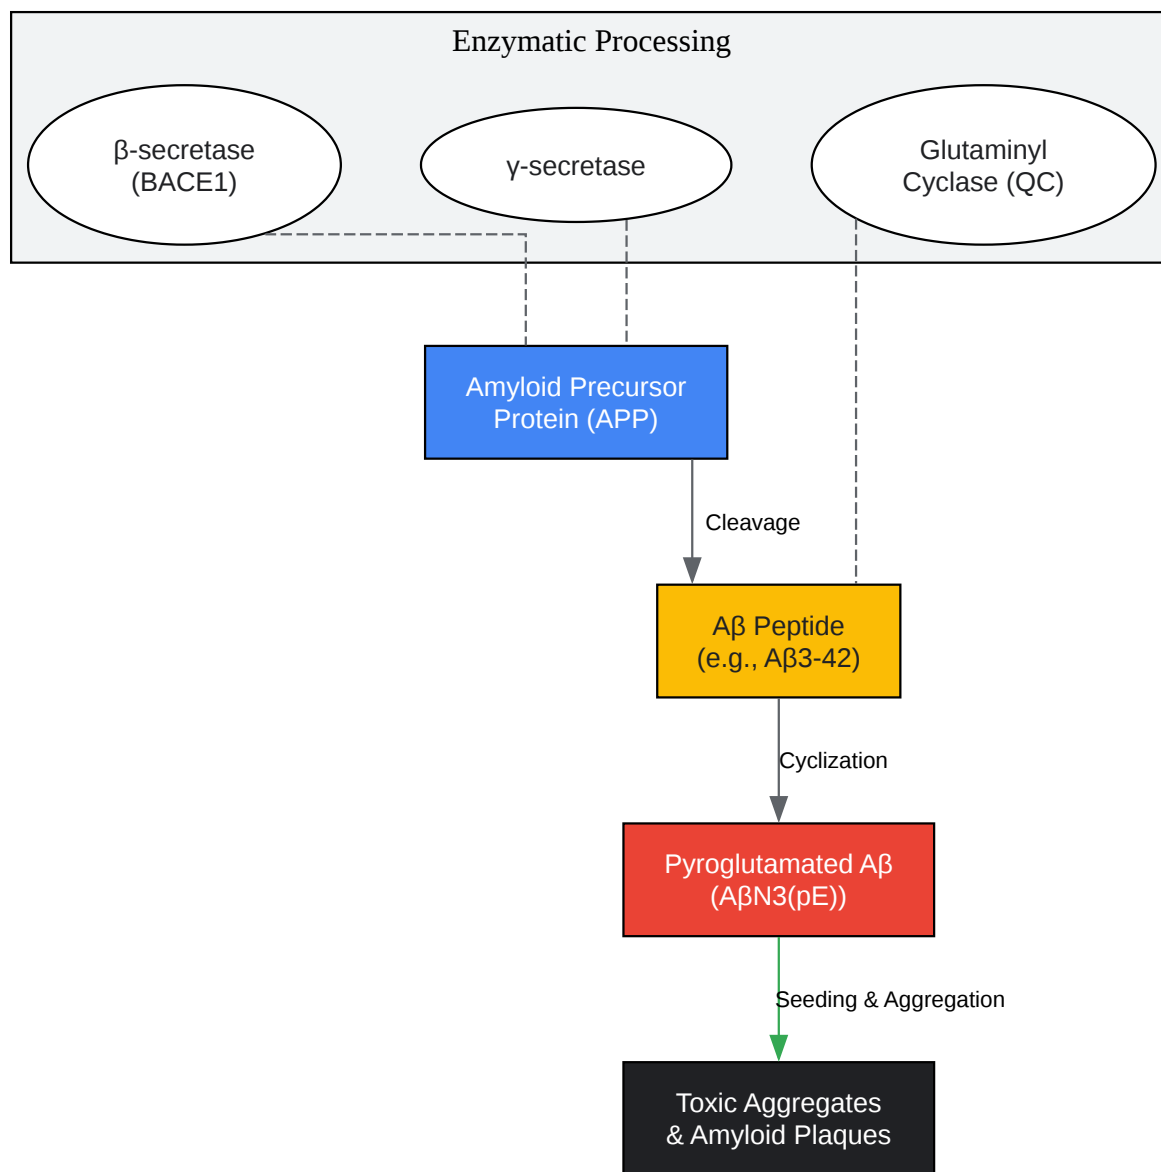 Enzymatic Processing
β-secretase
(BACE1)
γ-secretase
Glutaminyl
Cyclase (QC)
Amyloid Precursor
Protein (APP)
Cleavage
Aβ Peptide
(e.g., Aβ3-42)
Cyclization
Pyroglutamated Aβ
(AβN3(pE))
Seeding & Aggregation
Toxic Aggregates
& Amyloid Plaques